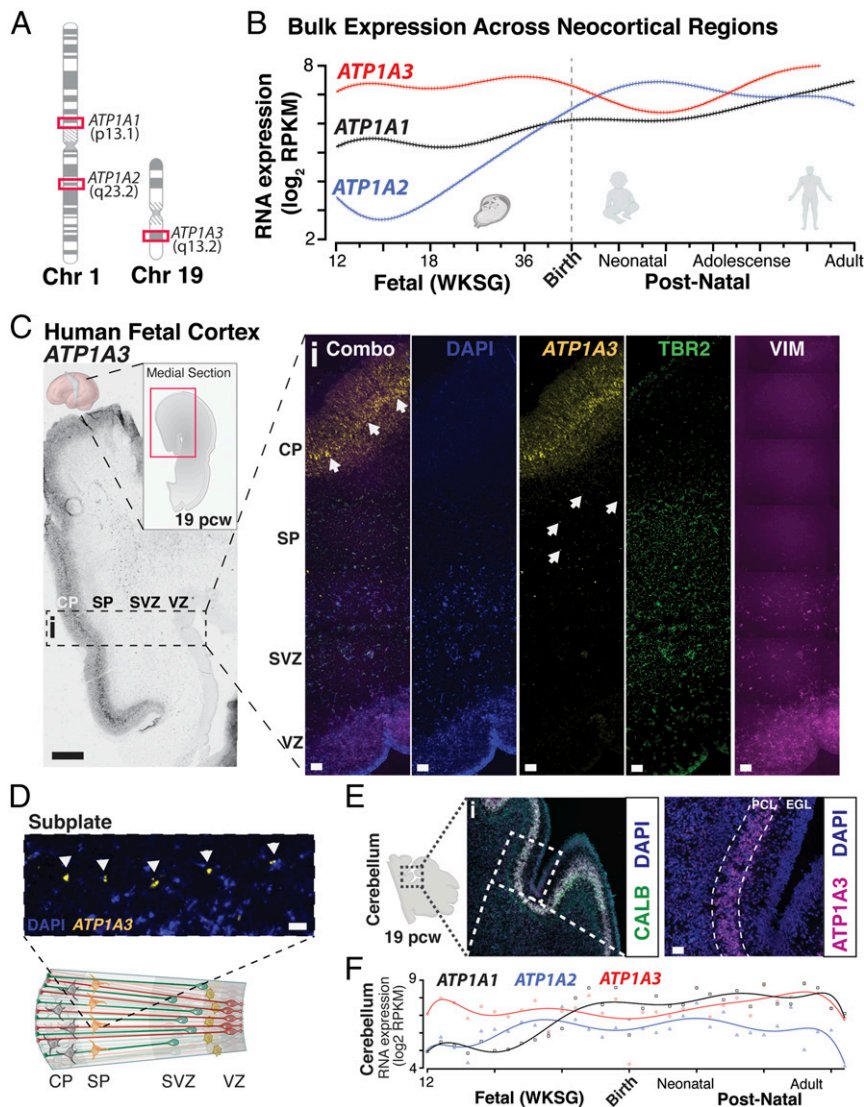 A
ATP1A1
(p13.1)
ATP1A2
(q23.2)
ATP1A3
(q13.2)
Chr 1
Chr 19
B Bulk Expression Across Neocortical Regions
RNA expression
(log2 RPKM)
8
2
ATP1A3
ATP1A1
ATP1A2
12
18
36
Birth
Neonatal
Adolescense
Adult
Fetal (WKSG)
Post-Natal
C Human Fetal Cortex
ATP1A3
Medial Section
19 pcw
CP SP SVZ VZ
i
i Combo DAPI ATP1A3 TBR2 VIM
CP
SP
SVZ
VZ
D
Subplate
DAPI ATP1A3
CP SP SVZ VZ
E
Cerebellum
19 pcw
i
CALB DAPI
PCL EGL
ATP1A3 DAPI
F
Cerebellum
RNA expression
(log2 RPKM)
9
4
ATP1A1 ATP1A2 ATP1A3
12
Birth
Neonatal
Adult
Fetal (WKSG)
Post-Natal